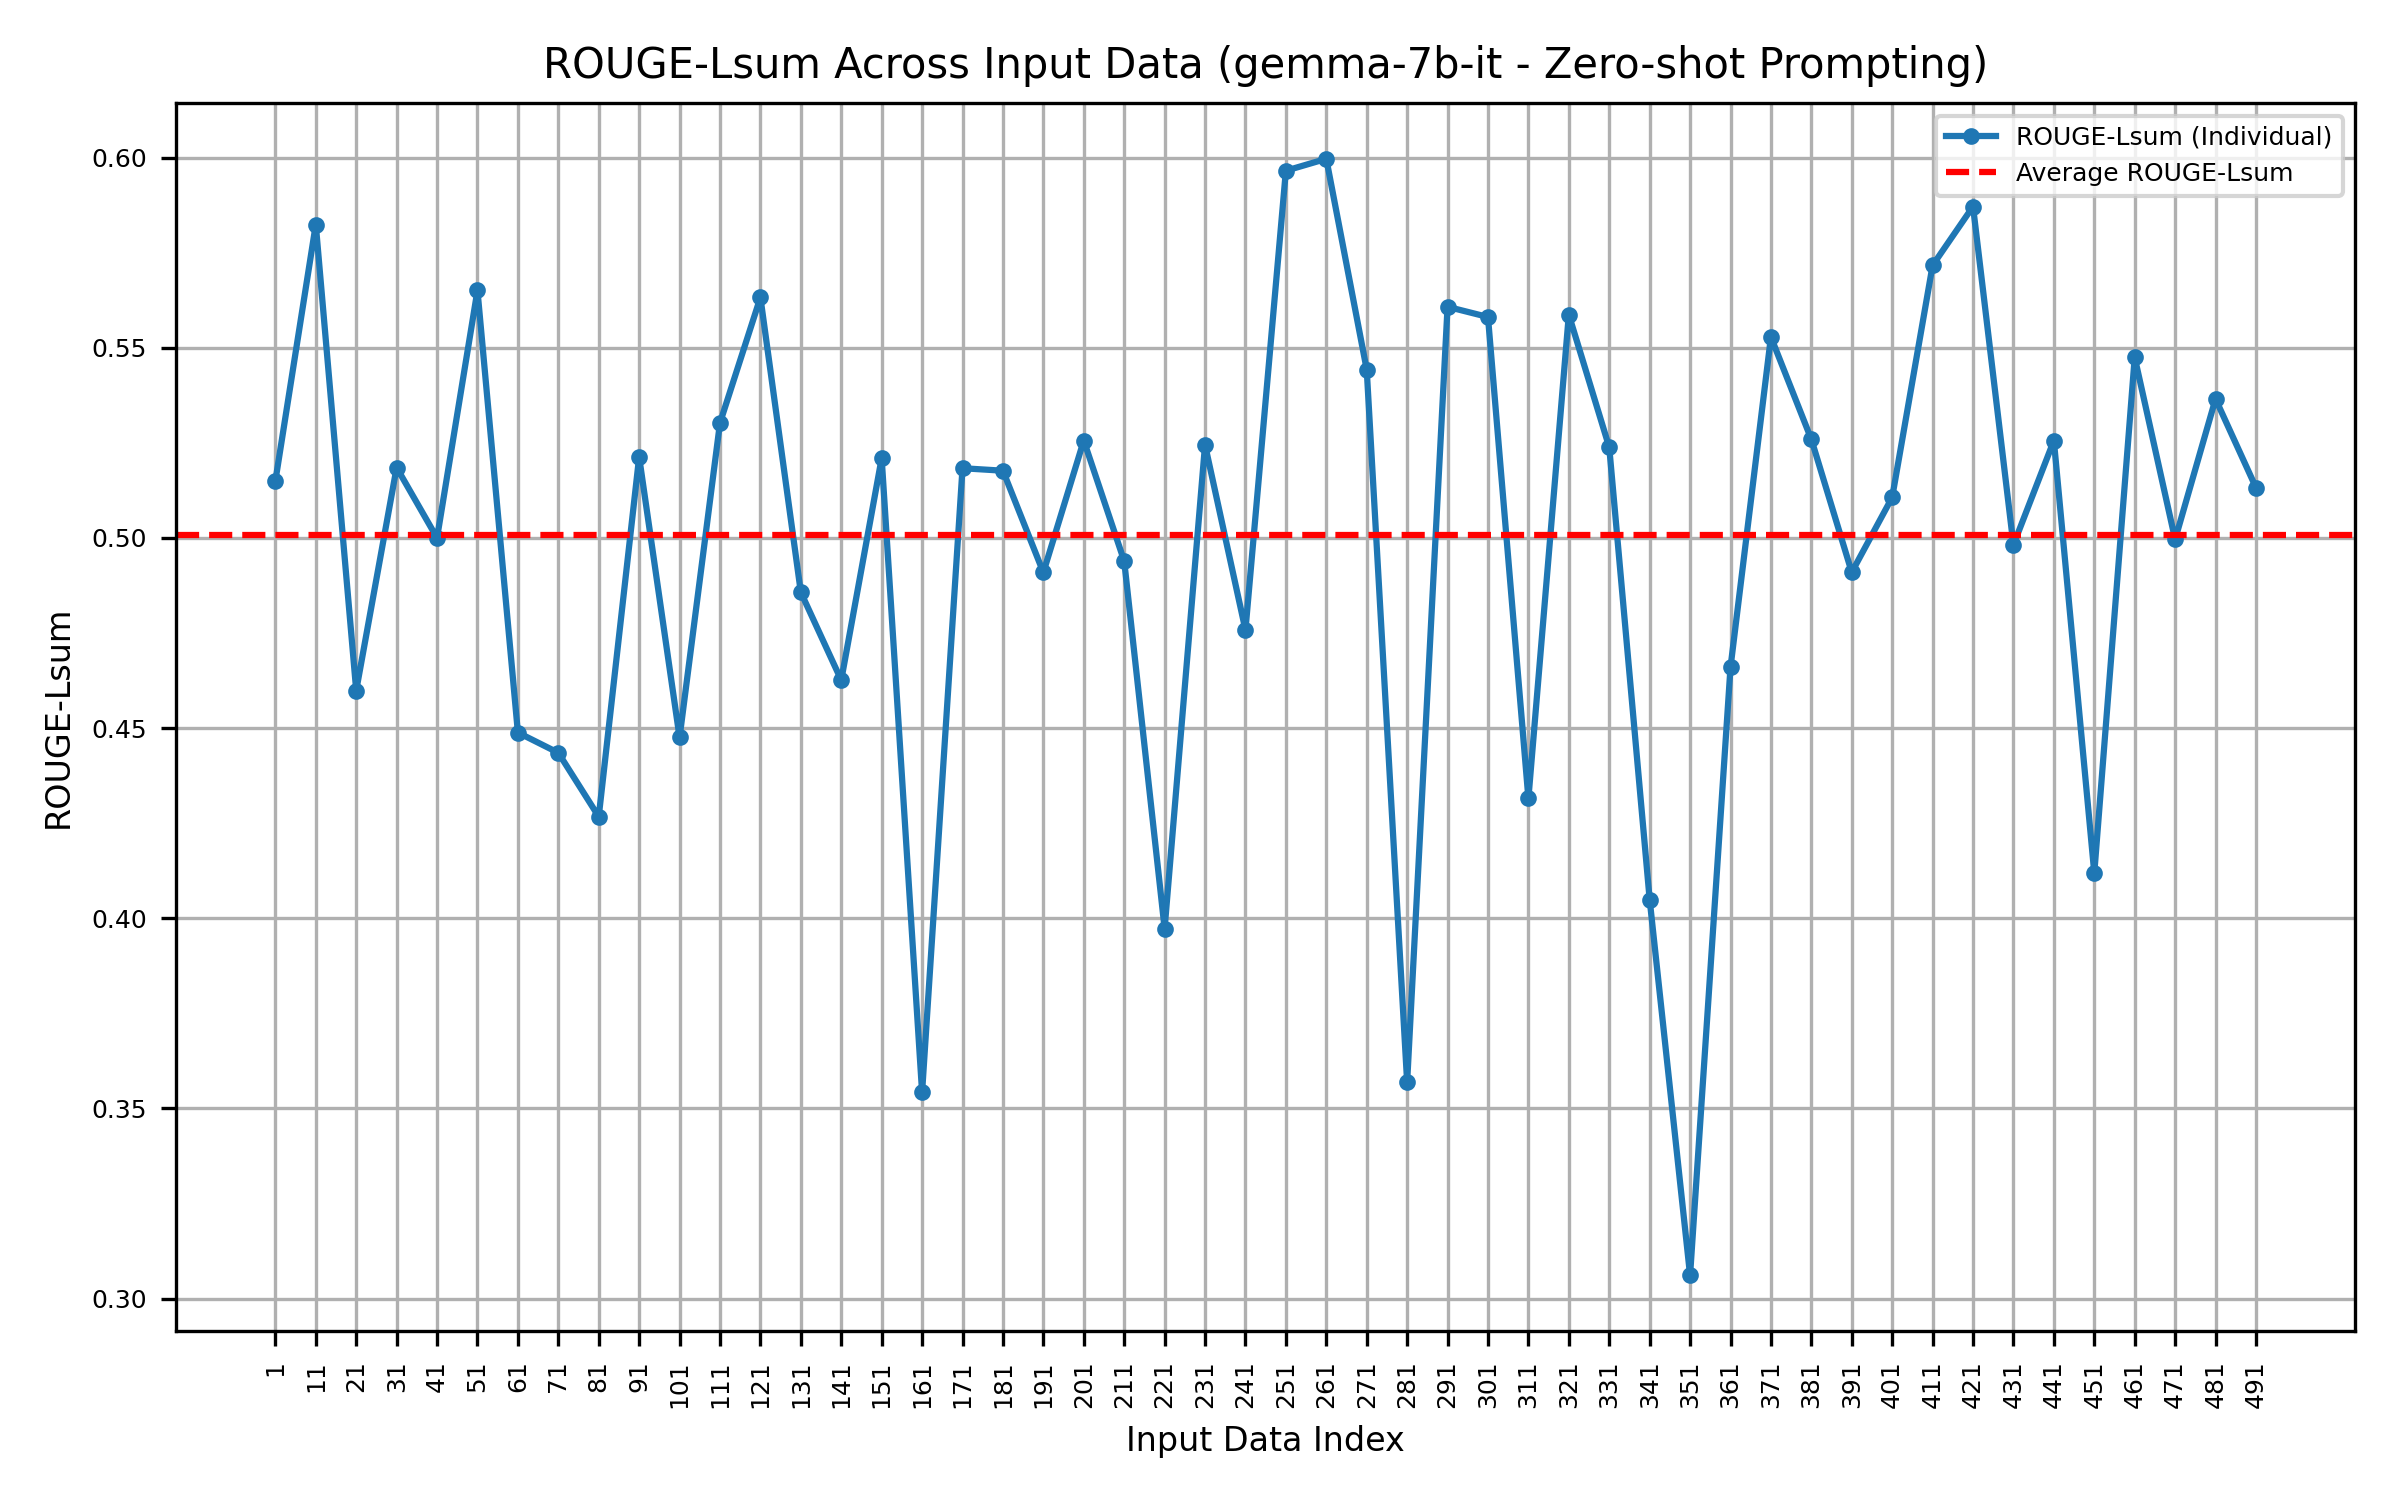 ROUGE-Lsum Across Input Data (gemma-7b-it - Zero-shot Prompting)
ROUGE-Lsum (Individual)
Average ROUGE-Lsum
0.60
0.55
0.50
0.45
0.40
0.35
0.30
ROUGE-Lsum
1 11 21 31 41 51 61 71 81 91 101 111 121 131 141 151 161 171 181 191 201 211 221 231 241 251 261 271 281 291 301 311 321 331 341 351 361 371 381 391 401 411 421 431 441 451 461 471 481 491
Input Data Index